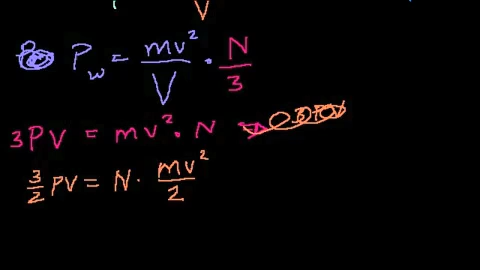 V
P_w = mv²/V · N/3
3PV = mv² · N
3/2 PV = N · mv²/2